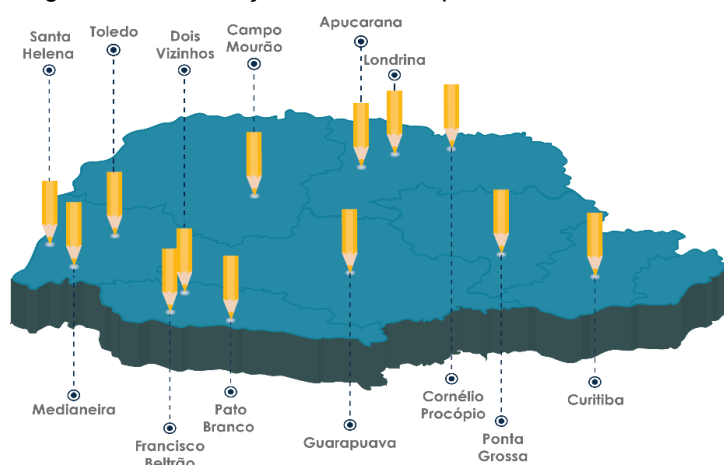 Santa
Helena
Toledo
Dois
Vizinhos
Campo
Mourão
Apucarana
Londrina
Medianeira
Francisco
Beltrão
Pato
Branco
Guarapuava
Cornélio
Procópio
Ponta
Grossa
Curitiba